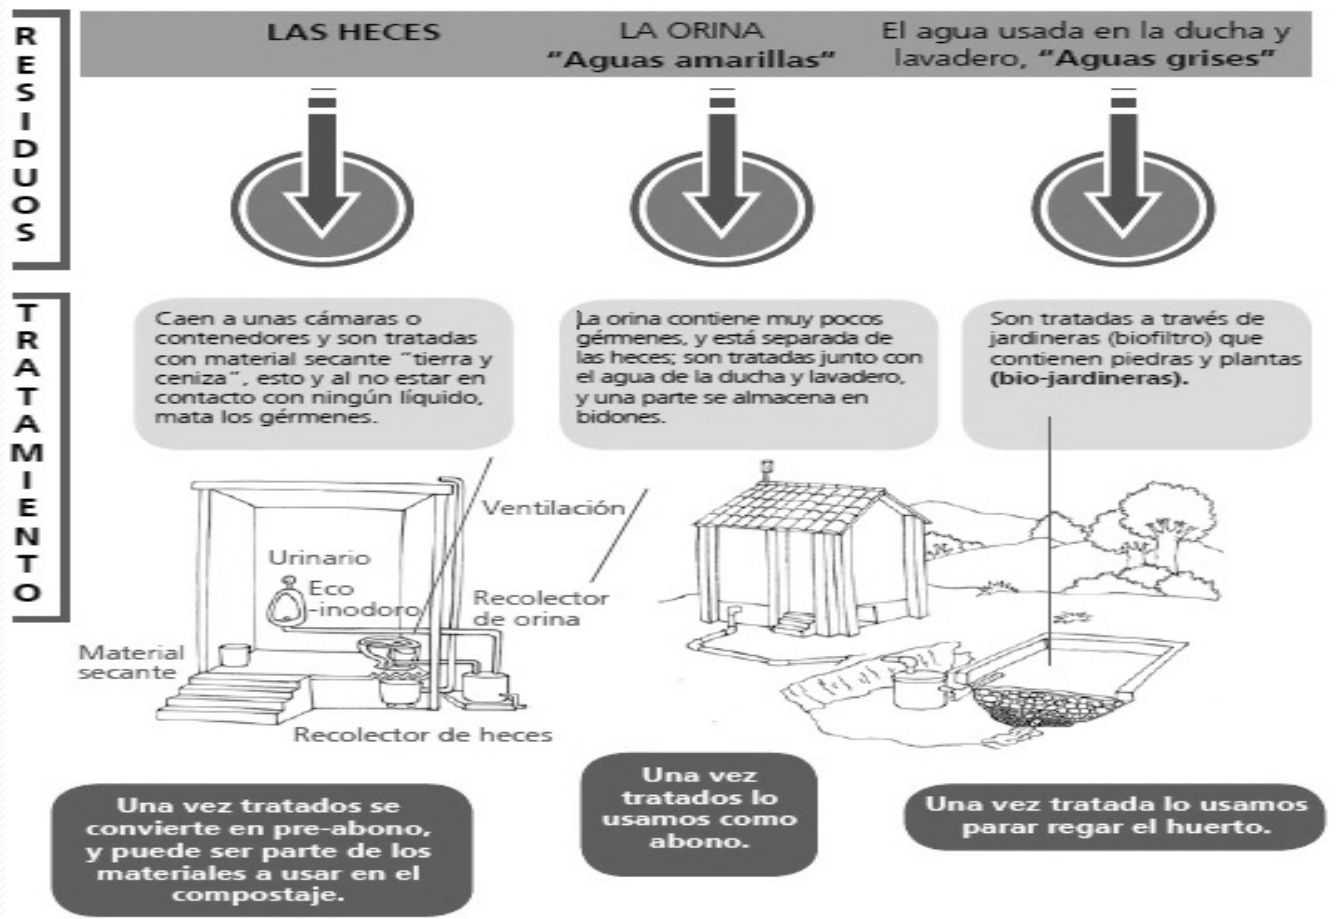 RESIDUOS
LAS HECES
LA ORINA
“Aguas amarillas”
El agua usada en la ducha y
lavadero, “Aguas grises”
TRATAMIENTO
Caen a unas cámaras o
contenedores y son tratadas
con material secante “tierra y
ceniza”, esto y al no estar en
contacto con ningún líquido,
mata los gérmenes.
La orina contiene muy pocos
gérmenes, y está separada de
las heces; son tratadas junto con
el agua de la ducha y lavadero,
y una parte se almacena en
bidones.
Son tratadas a través de
jardineras (biofiltro) que
contienen piedras y plantas
(bio-jardineras).
Ventilación
Urinario
Eco
-inodoro
Recolector
de orina
Material
secante
Recolector de heces
Una vez tratados se
convierte en pre-abono,
y puede ser parte de los
materiales a usar en el
compostaje.
Una vez
tratados lo
usamos como
abono.
Una vez tratada lo usamos
parar regar el huerto.